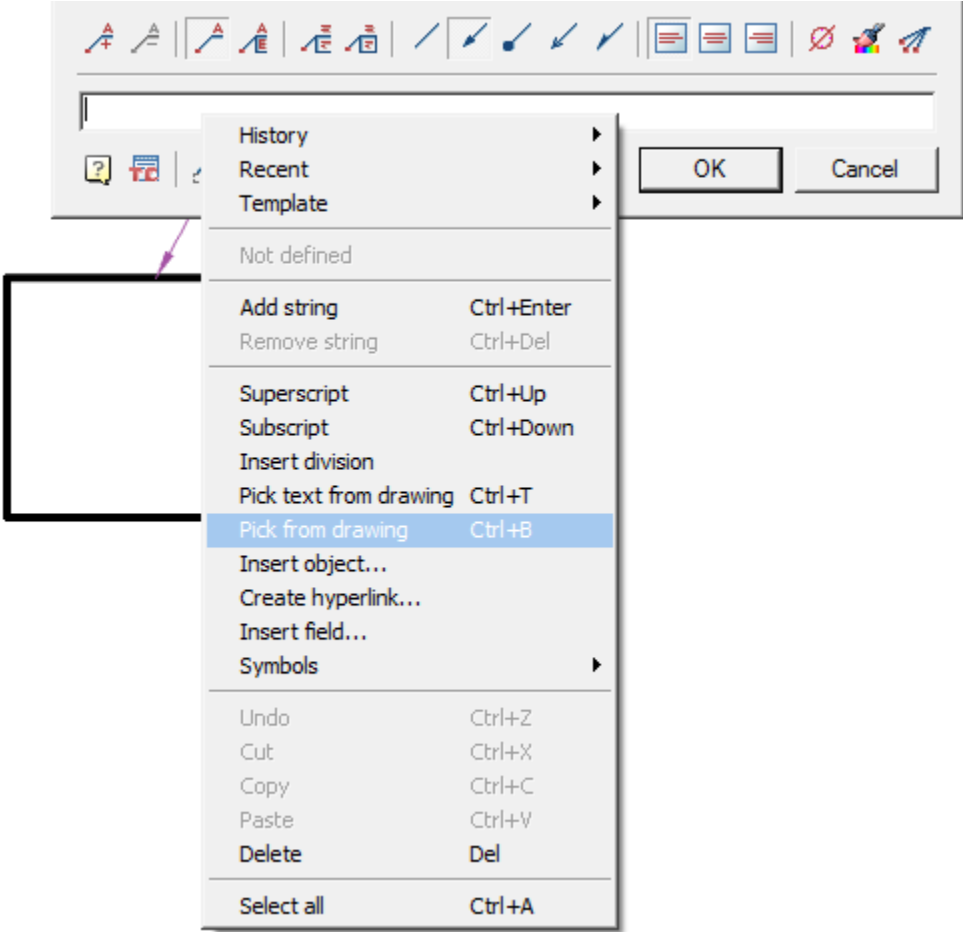 OK Cancel
History
Recent
Template
Not defined
Add string Ctrl+Enter
Remove string Ctrl+Del
Superscript Ctrl+Up
Subscript Ctrl+Down
Insert division
Pick text from drawing Ctrl+T
Pick from drawing Ctrl+B
Insert object...
Create hyperlink...
Insert field...
Symbols
Undo Ctrl+Z
Cut Ctrl+X
Copy Ctrl+C
Paste Ctrl+V
Delete Del
Select all Ctrl+A